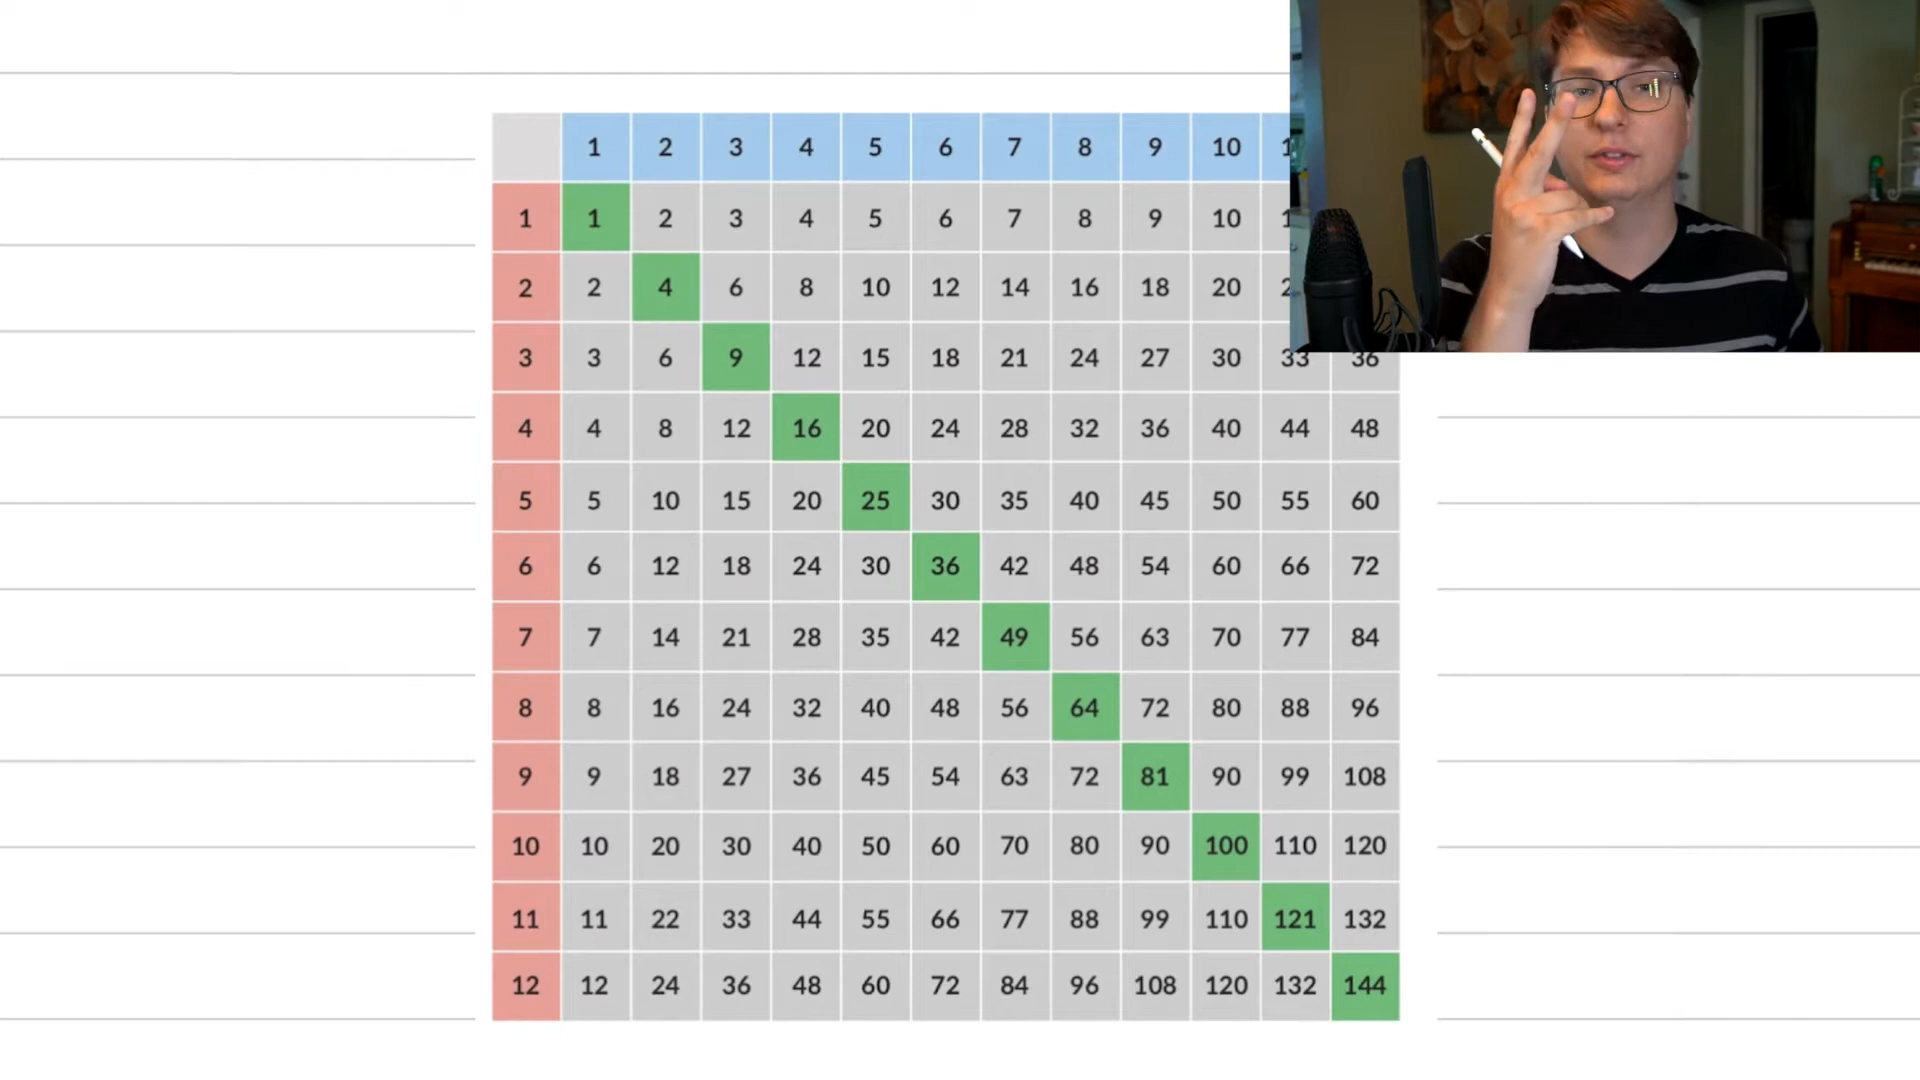 1 2 3 4 5 6 7 8 9 10
1 1 2 3 4 5 6 7 8 9 10
2 2 4 6 8 10 12 14 16 18 20
3 3 6 9 12 15 18 21 24 27 30 33 36
4 4 8 12 16 20 24 28 32 36 40 44 48
5 5 10 15 20 25 30 35 40 45 50 55 60
6 6 12 18 24 30 36 42 48 54 60 66 72
7 7 14 21 28 35 42 49 56 63 70 77 84
8 8 16 24 32 40 48 56 64 72 80 88 96
9 9 18 27 36 45 54 63 72 81 90 99 108
10 10 20 30 40 50 60 70 80 90 100 110 120
11 11 22 33 44 55 66 77 88 99 110 121 132
12 12 24 36 48 60 72 84 96 108 120 132 144